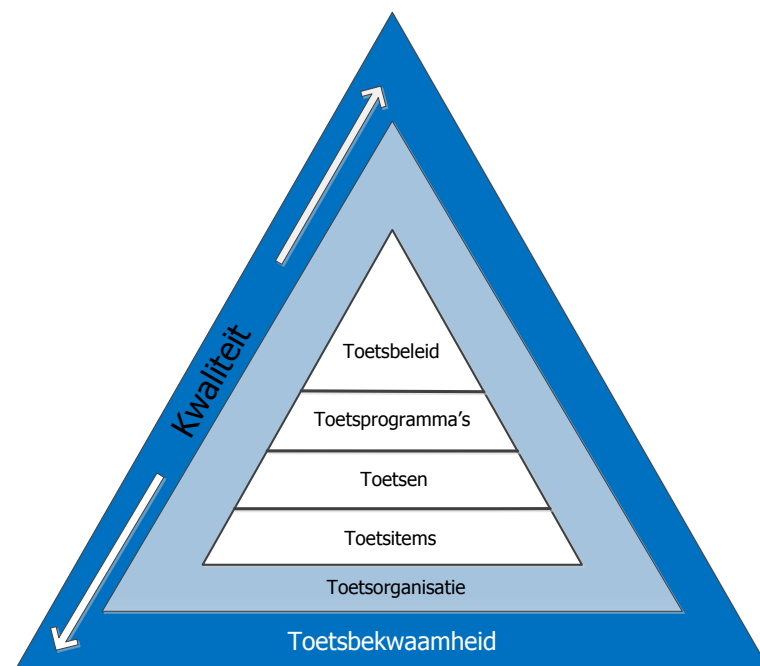 Kwaliteit
Toetsbeleid
Toetsprogramma's
Toetsen
Toetsitems
Toetsorganisatie
Toetsbekwaamheid